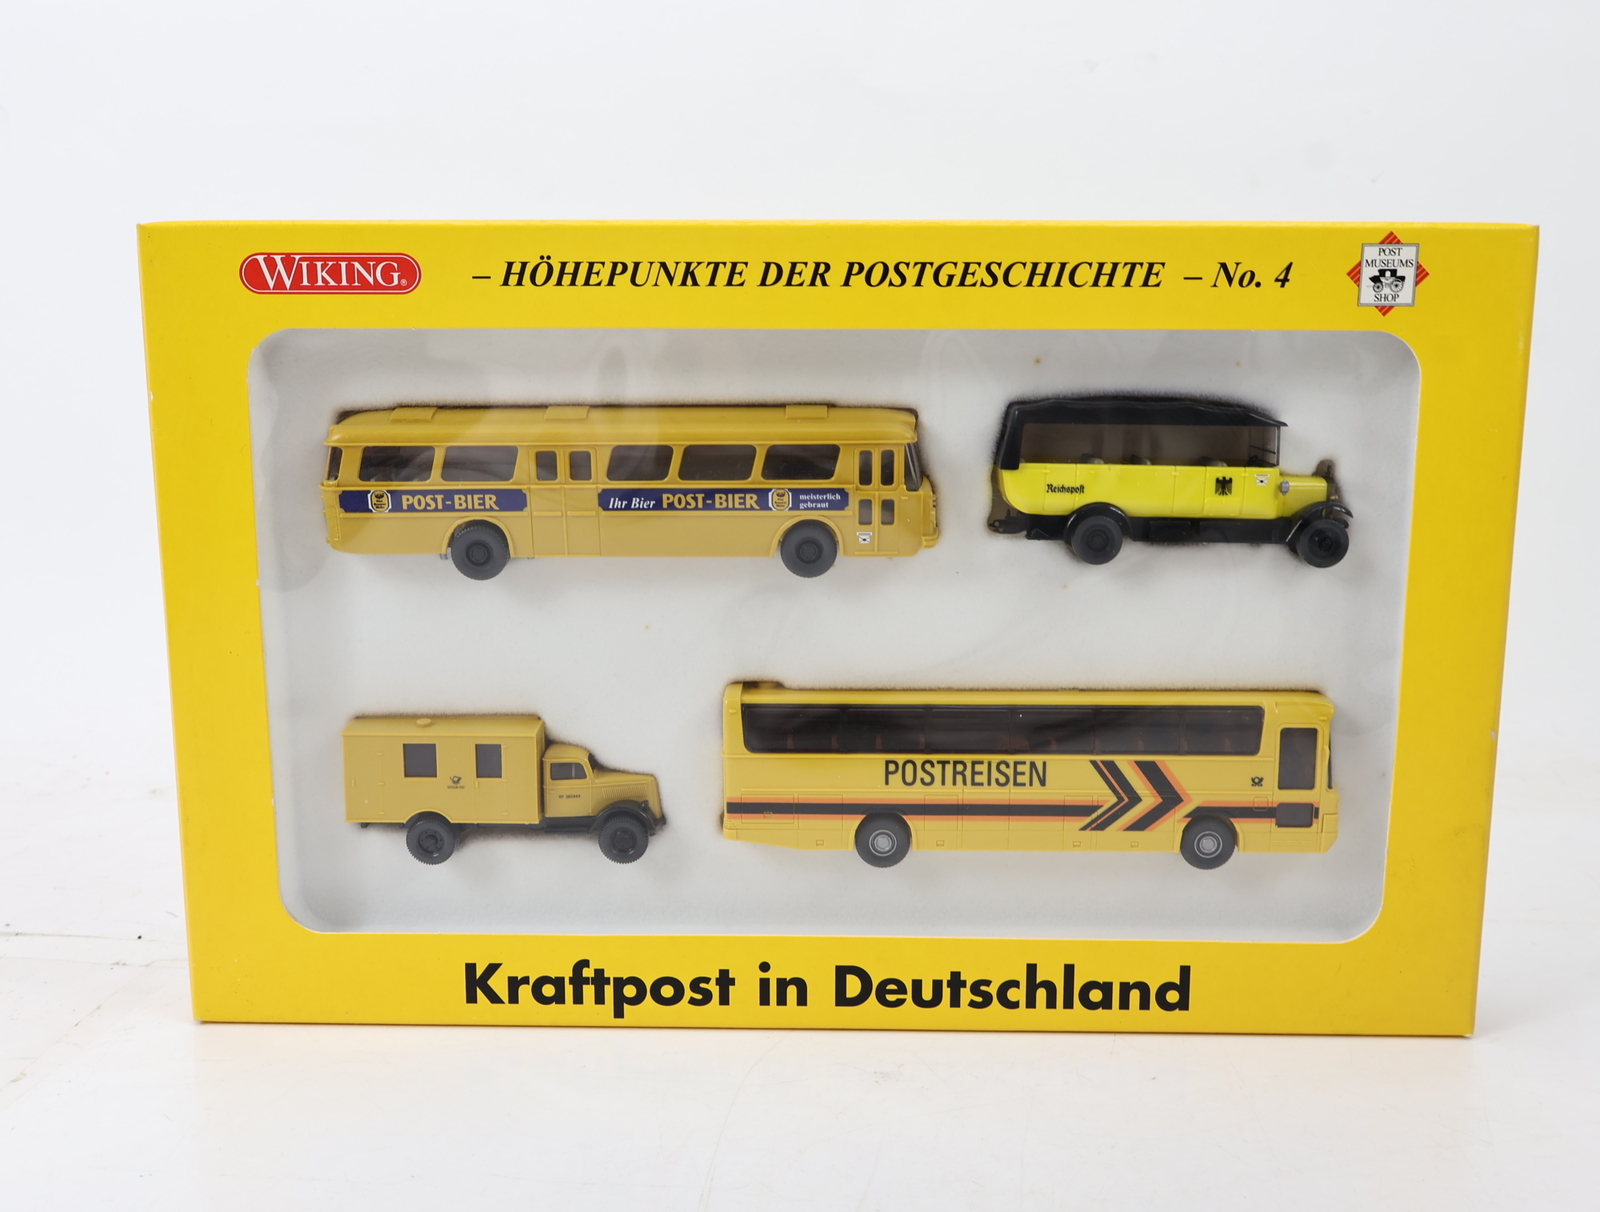 WIKING®
– HÖHEPUNKTE DER POSTGESCHICHTE – No. 4
POST
MUSEUMS
SHOP
POST-BIER
Ihr Bier POST-BIER
meisterlich
gebraut
Reichspost
POSTREISEN
Kraftpost in Deutschland